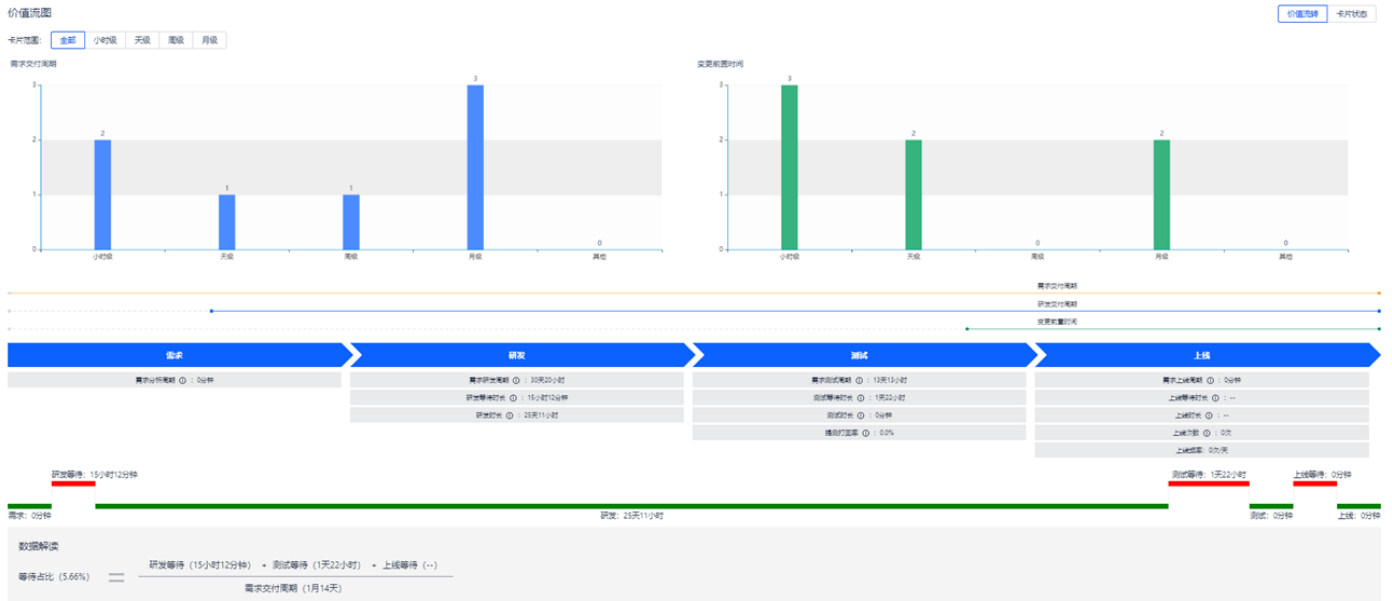 价值流图
价值流转 卡片状态
卡片范围： 全部 小时级 天级 周级 月级
需求交付周期
3
2
1
0
2
1
1
3
0
小时级 天级 周级 月级 其他
变更前置时间
3
2
1
0
3
2
0
2
0
小时级 天级 周级 月级 其他
需求交付周期
研发交付周期
变更前置时间
需求 研发 测试 上线
需求分析周期 ： 0分钟
需求研发周期 ： 30天20小时
研发等待时长 ： 15小时12分钟
研发时长 ： 25天11小时
需求测试周期 ： 13天13小时
测试等待时长 ： 1天22小时
测试时长 ： 0分钟
提测打回率 ： 0.0%
需求上线周期 ： 0分钟
上线等待时长 ： --
上线时长 ： --
上线次数 ： 0次
上线频率： 0次/天
研发等待：15小时12分钟
测试等待：1天22小时
上线等待：0分钟
需求：0分钟
研发：25天11小时
测试：0分钟
上线：0分钟
数据解读
等待占比（5.66%） = 研发等待（15小时12分钟） + 测试等待（1天22小时） + 上线等待（--）
需求交付周期（1月14天）